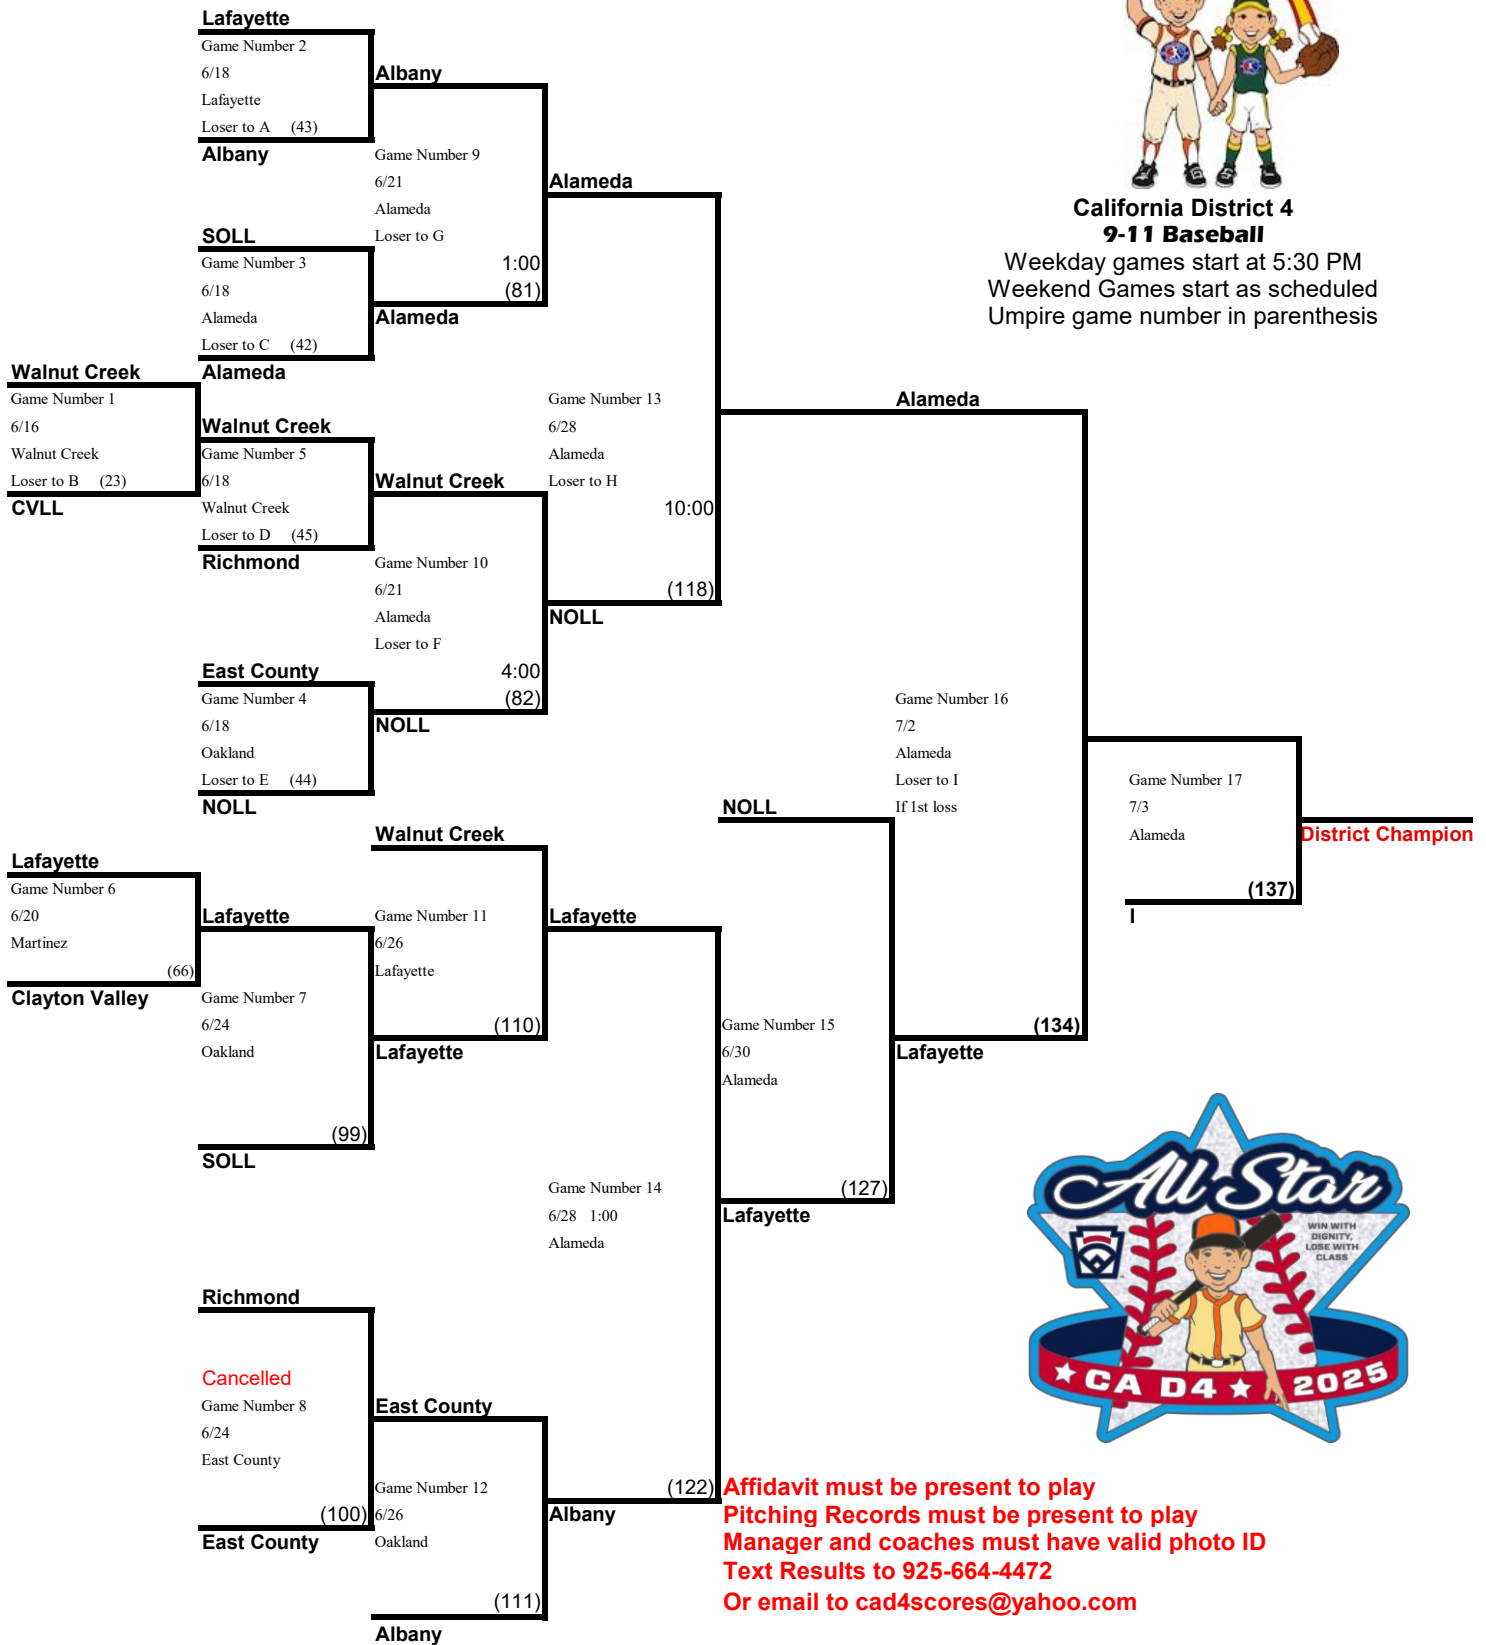 Lafayette
Game Number 2
6/18
Lafayette
Loser to A (43)
Albany
Albany
Game Number 9
6/21
Alameda
Loser to G
1:00
(81)
Alameda
SOLL
Game Number 3
6/18
Alameda
Loser to C (42)
Alameda
Alameda
California District 4
9-11 Baseball
Weekday games start at 5:30 PM
Weekend Games start as scheduled
Umpire game number in parenthesis
Walnut Creek
Game Number 1
6/16
Walnut Creek
Loser to B (23)
CVLL
Walnut Creek
Game Number 5
6/18
Walnut Creek
Loser to D (45)
Richmond
Walnut Creek
Game Number 10
6/21
Alameda
Loser to F
4:00
(82)
NOLL
East County
Game Number 4
6/18
Oakland
Loser to E (44)
NOLL
Game Number 13
6/28
Alameda
Loser to H
10:00
(118)
NOLL
Alameda
Game Number 16
7/2
Alameda
Loser to I
If 1st loss
(134)
Lafayette
Game Number 17
7/3
Alameda
(137)
I
District Champion
Lafayette
Game Number 6
6/20
Martinez
(66)
Clayton Valley
Lafayette
Game Number 7
6/24
Oakland
(99)
SOLL
Walnut Creek
Game Number 11
6/26
Lafayette
(110)
Lafayette
Lafayette
Game Number 14
6/28 1:00
Alameda
(122)
Albany
NOLL
Game Number 15
6/30
Alameda
(127)
Lafayette
Richmond
Cancelled
Game Number 8
6/24
East County
(100)
East County
East County
Game Number 12
6/26
Oakland
(111)
Albany
All Star
WIN WITH
DIGNITY,
LOSE WITH
CLASS
CA D4 2025
Affidavit must be present to play
Pitching Records must be present to play
Manager and coaches must have valid photo ID
Text Results to 925-664-4472
Or email to cad4scores@yahoo.com